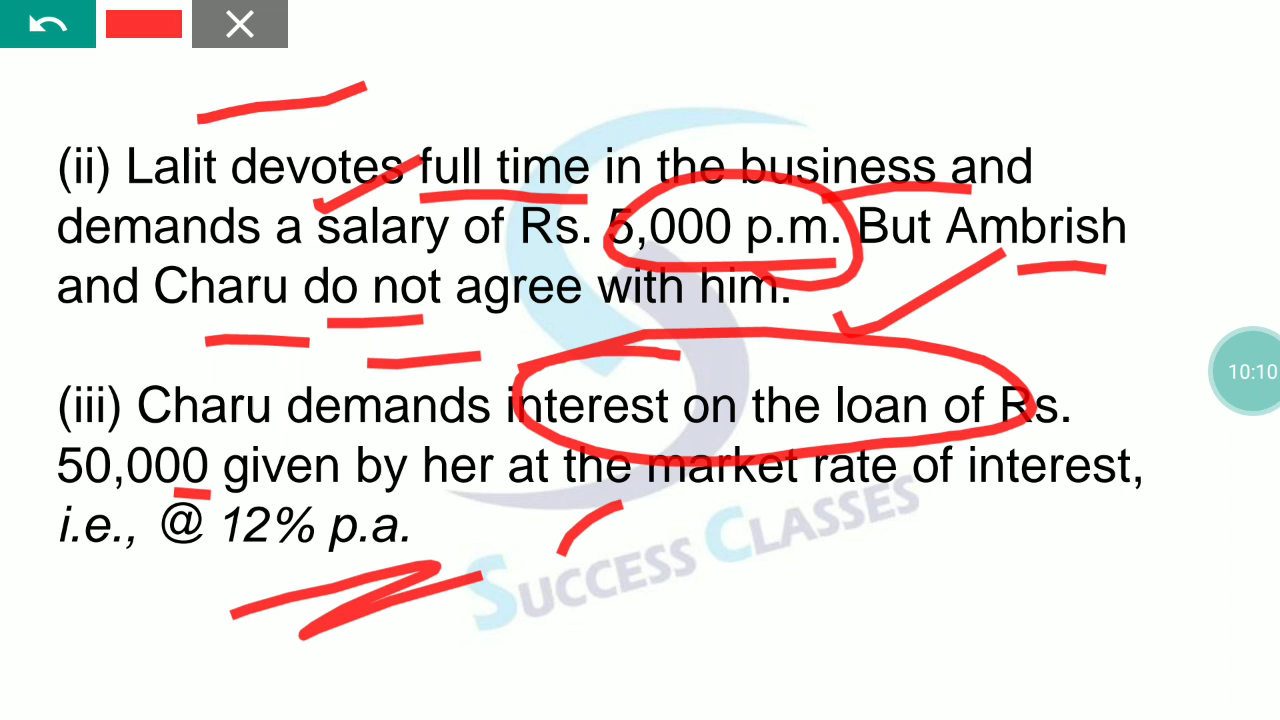 (ii) Lalit devotes full time in the business and
demands a salary of Rs. 5,000 p.m. But Ambrish
and Charu do not agree with him.
(iii) Charu demands interest on the loan of Rs.
50,000 given by her at the market rate of interest,
i.e., @ 12% p.a.
SUCCESS CLASSES
10:10